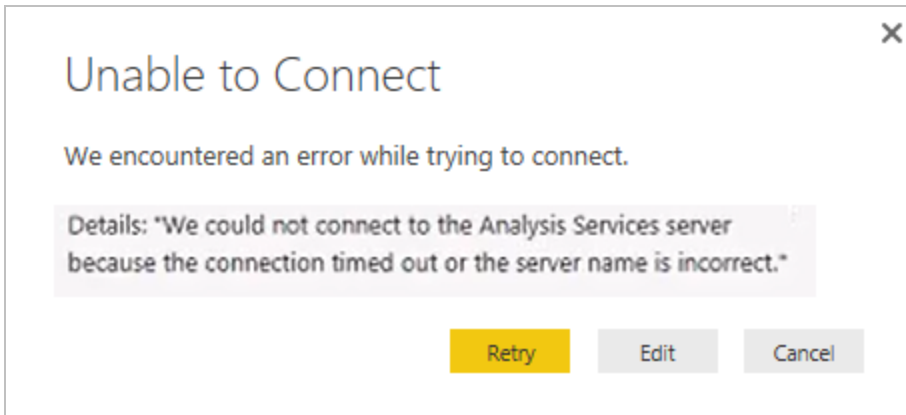 Unable to Connect
We encountered an error while trying to connect.
Details: "We could not connect to the Analysis Services server
because the connection timed out or the server name is incorrect."
Retry Edit Cancel